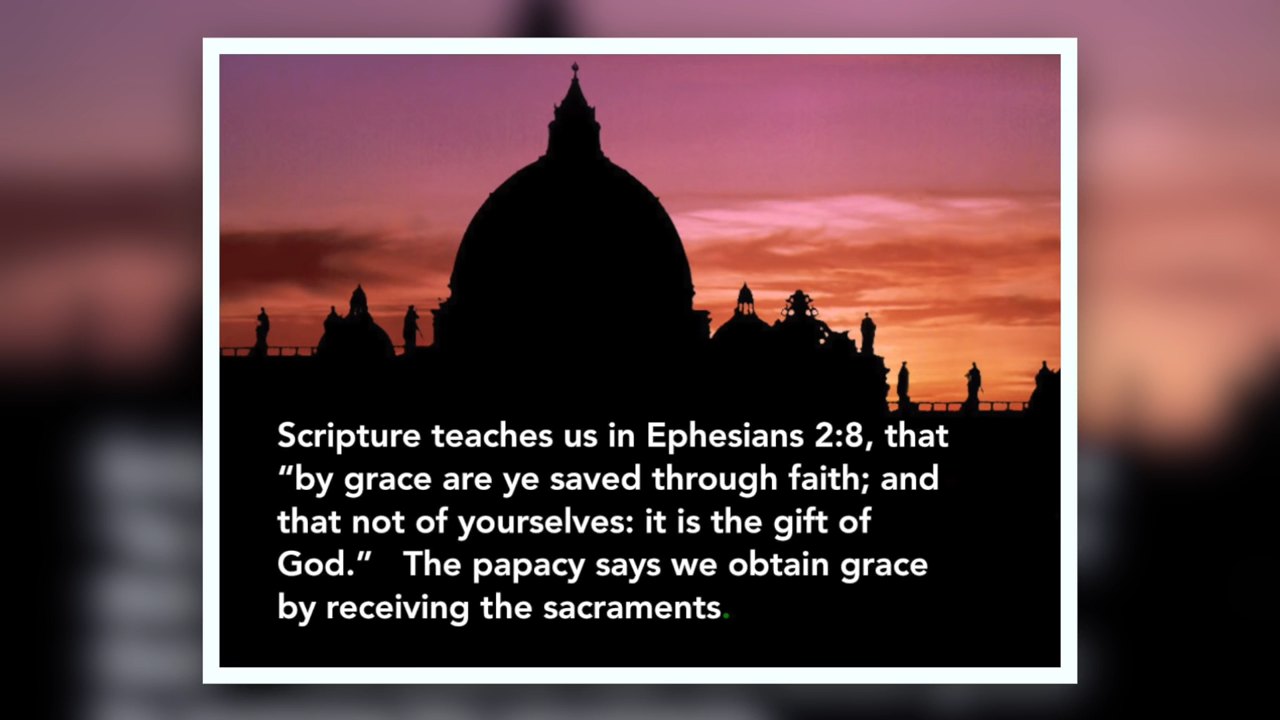 Scripture teaches us in Ephesians 2:8, that
“by grace are ye saved through faith; and
that not of yourselves: it is the gift of
God.”   The papacy says we obtain grace
by receiving the sacraments.